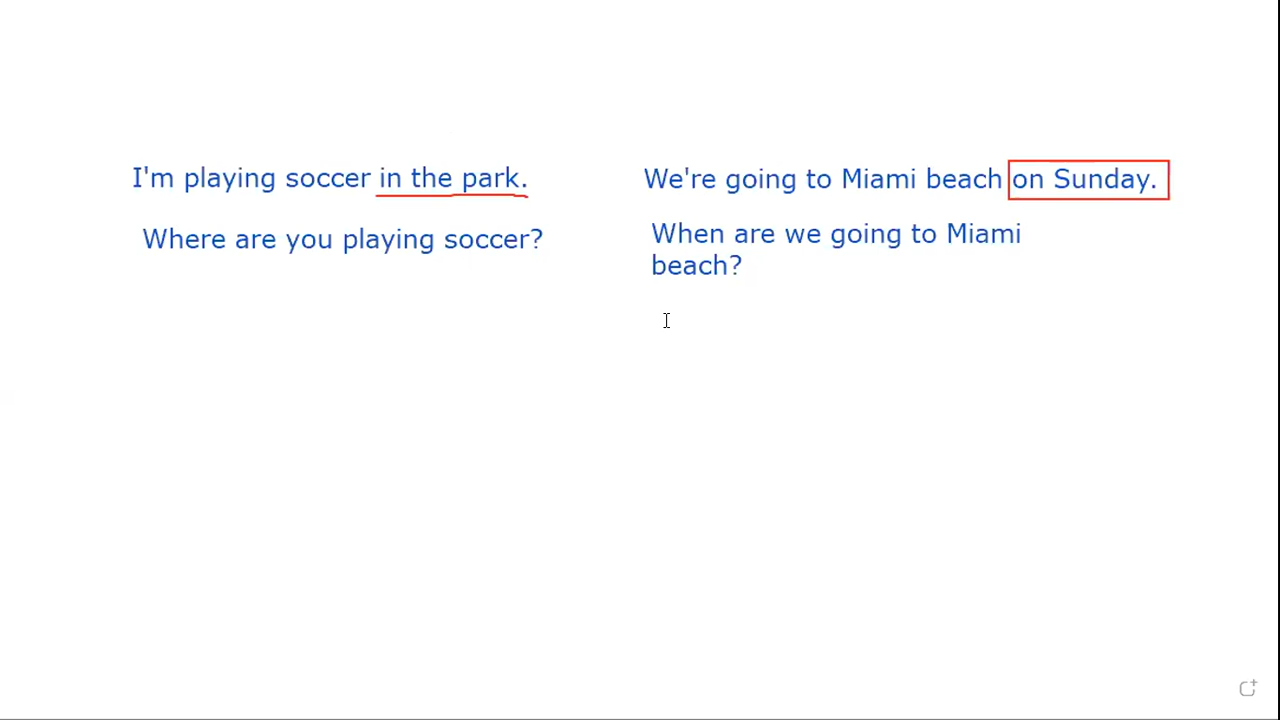 I'm playing soccer in the park.
Where are you playing soccer?
We're going to Miami beach on Sunday.
When are we going to Miami
beach?